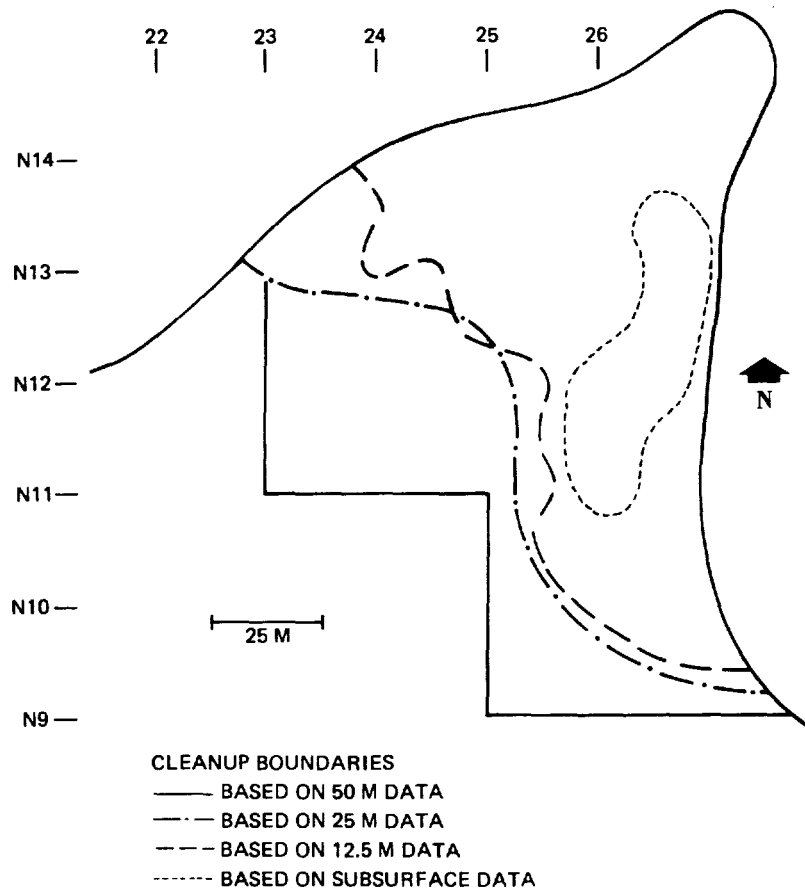 22 23 24 25 26
N14
N13
N12
N
N11
N10
25 M
N9
CLEANUP BOUNDARIES
BASED ON 50 M DATA
BASED ON 25 M DATA
BASED ON 12.5 M DATA
BASED ON SUBSURFACE DATA